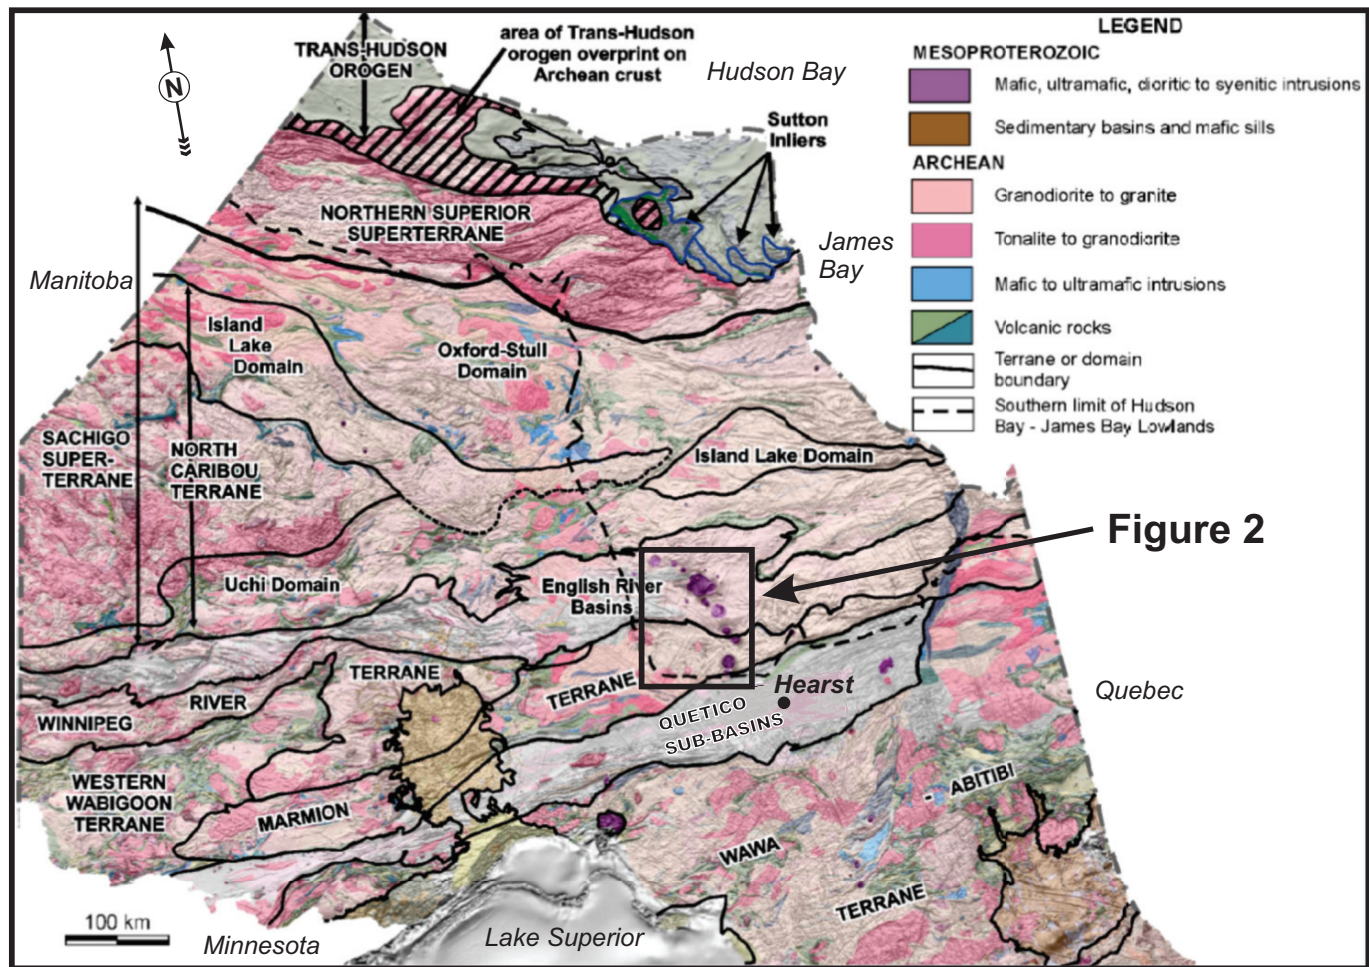 TRANS-HUDSON
OROGEN
area of Trans-Hudson
orogen overprint on
Archean crust
Hudson Bay
N
Sutton
Inliers
NORTHERN SUPERIOR
SUPERTERRANE
James
Bay
Manitoba
Island
Lake
Domain
Oxford-Stull
Domain
SACHIGO
SUPER-
TERRANE
NORTH
CARIBOU
TERRANE
Island Lake Domain
Figure 2
Uchi Domain
English River
Basins
TERRANE
RIVER
WINNIPEG
TERRANE
Hearst
QUETICO
SUB-BASINS
Quebec
WESTERN
WABIGOON
TERRANE
MARMION
- ABITIBI
WAWA
TERRANE
100 km
Minnesota
Lake Superior
LEGEND
MESOPROTEROZOIC
Mafic, ultramafic, dioritic to syenitic intrusions
Sedimentary basins and mafic sills
ARCHEAN
Granodiorite to granite
Tonalite to granodiorite
Mafic to ultramafic intrusions
Volcanic rocks
Terrane or domain
boundary
Southern limit of Hudson
Bay - James Bay Lowlands